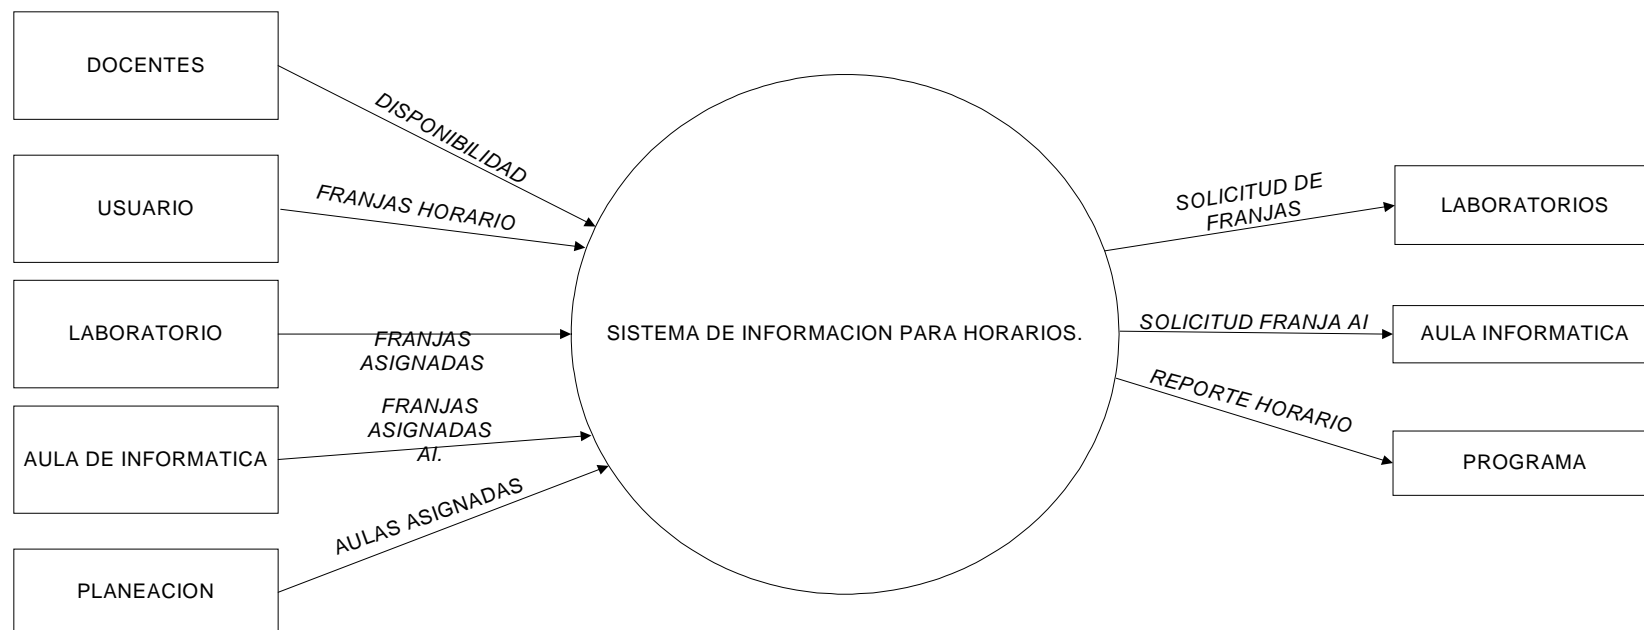 DOCENTES
DISPONIBILIDAD
USUARIO
FRANJAS HORARIO
LABORATORIO
FRANJAS
ASIGNADAS
AULA DE INFORMATICA
FRANJAS
ASIGNADAS
AI.
PLANEACION
AULAS ASIGNADAS
SISTEMA DE INFORMACION PARA HORARIOS.
SOLICITUD DE
FRANJAS
LABORATORIOS
SOLICITUD FRANJA AI
AULA INFORMATICA
REPORTE HORARIO
PROGRAMA